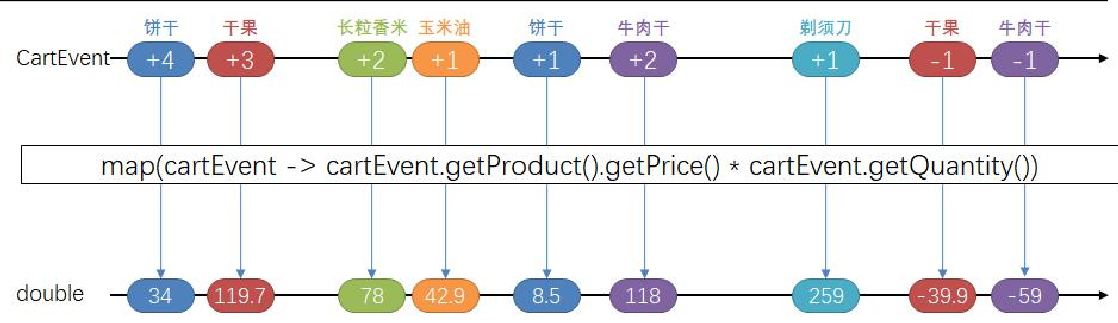 饼干 干果 长粒香米 玉米油 饼干 牛肉干 剃须刀 干果 牛肉干
CartEvent +4 +3 +2 +1 +1 +2 +1 -1 -1
map(cartEvent -> cartEvent.getProduct().getPrice() * cartEvent.getQuantity())
double 34 119.7 78 42.9 8.5 118 259 -39.9 -59